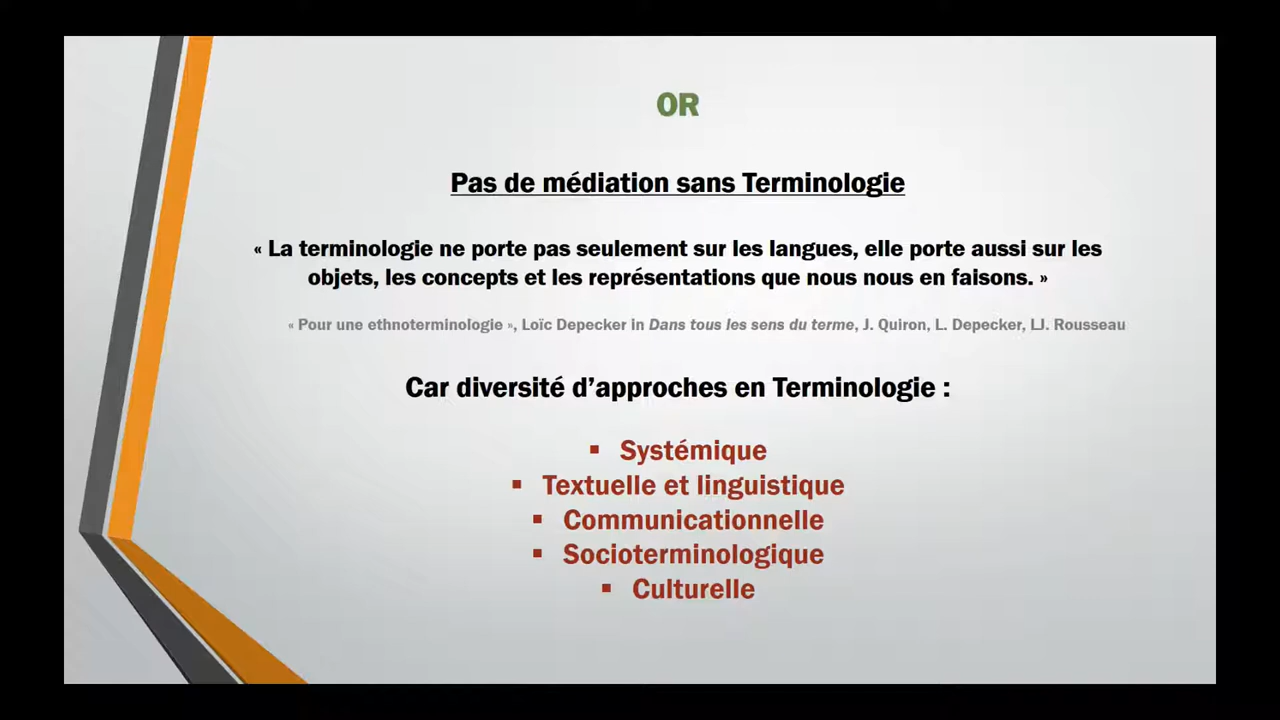 OR
Pas de médiation sans Terminologie
« La terminologie ne porte pas seulement sur les langues, elle porte aussi sur les
objets, les concepts et les représentations que nous nous en faisons. »
« Pour une ethnoterminologie », Loïc Depecker in Dans tous les sens du terme, J. Quiron, L. Depecker, LJ. Rousseau
Car diversité d’approches en Terminologie :
▪ Systémique
▪ Textuelle et linguistique
▪ Communicationnelle
▪ Socioterminologique
▪ Culturelle